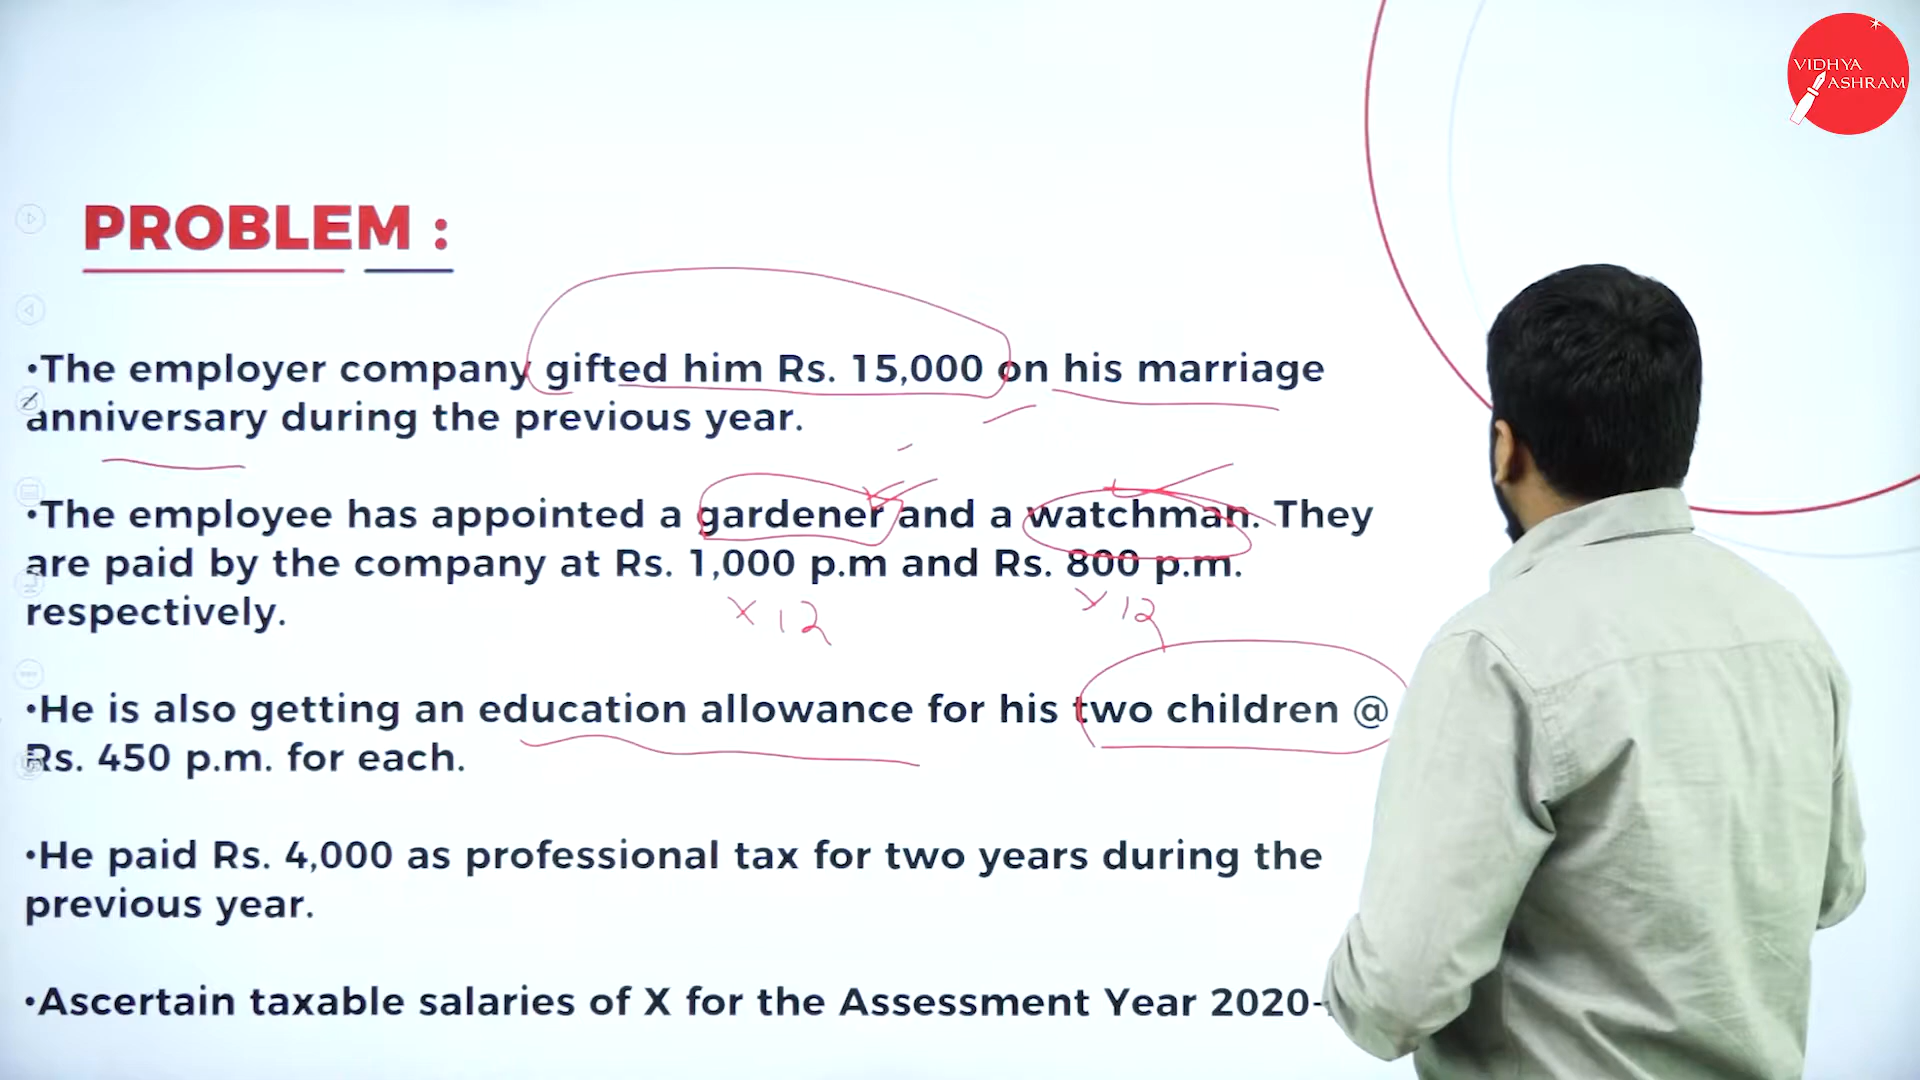 VIDHYA
ASHRAM
PROBLEM :
•The employer company gifted him Rs. 15,000 on his marriage
anniversary during the previous year.
•The employee has appointed a gardener and a watchman. They
are paid by the company at Rs. 1,000 p.m and Rs. 800 p.m.
respectively.
x 12 x 12
•He is also getting an education allowance for his two children @
Rs. 450 p.m. for each.
•He paid Rs. 4,000 as professional tax for two years during the
previous year.
•Ascertain taxable salaries of X for the Assessment Year 2020-